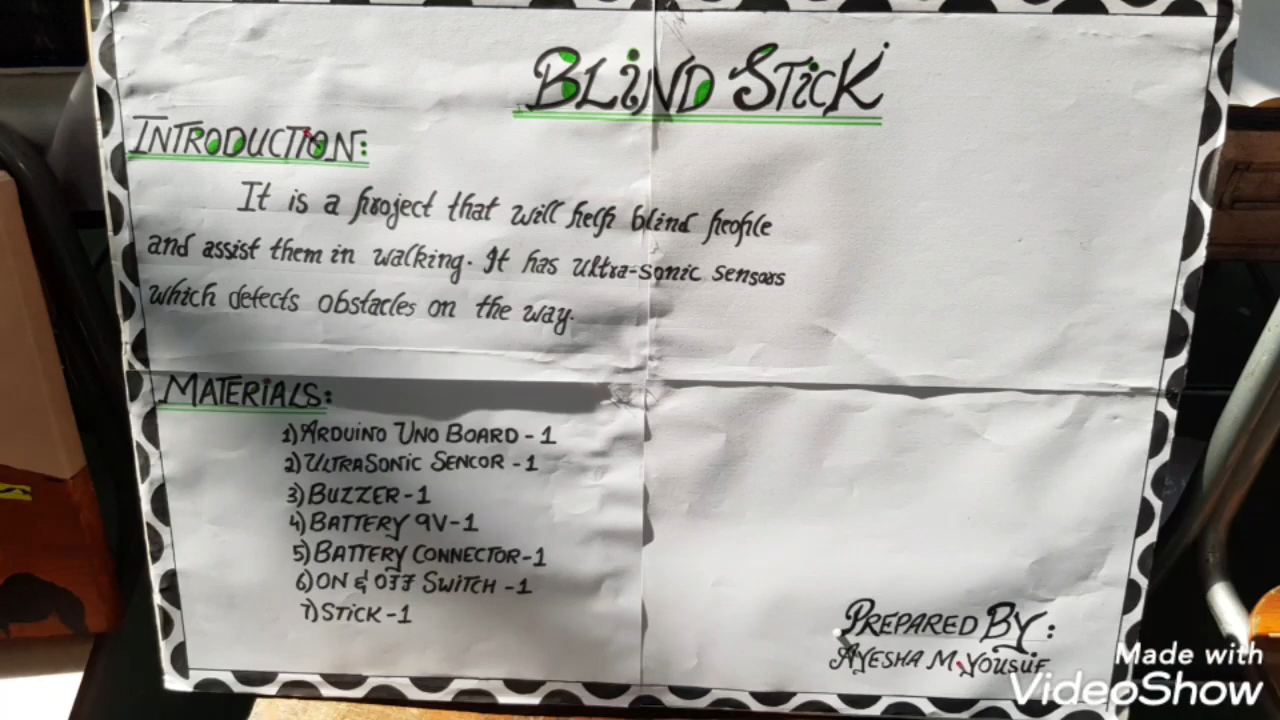 BLIND STICK
INTRODUCTION:
It is a project that will help blind people
and assist them in walking. It has ultra-sonic sensors
which detects obstacles on the way.
MATERIALS:
1) ARDUINO UNO BOARD - 1
2) ULTRASONIC SENCOR - 1
3) BUZZER - 1
4) BATTERY 9V - 1
5) BATTERY CONNECTOR - 1
6) ON & OFF SWITCH - 1
7) STICK - 1
PREPARED BY:
AYESHA M.YOUSUF
Made with
VideoShow